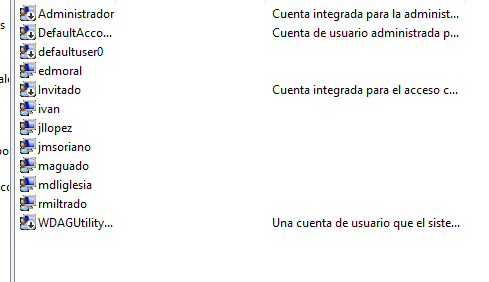 Administrador Cuenta integrada para la administ...
DefaultAcco... Cuenta de usuario administrada p...
defaultuser0
edmoral
Invitado Cuenta integrada para el acceso c...
ivan
jllopez
jmsoriano
maguado
mdliglesia
rmiltrado
WDAGUtility... Una cuenta de usuario que el siste...